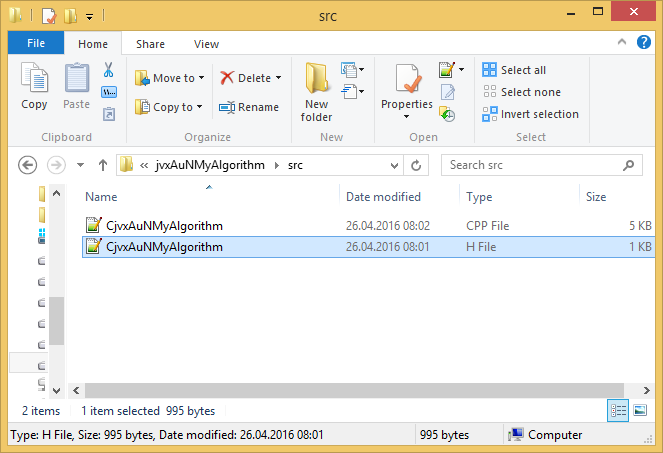 src
File Home Share View
Copy
Paste
Clipboard
Move to
Copy to
Delete
Rename
Organize
New folder
New
Properties
Open
Select all
Select none
Invert selection
Select
« jvxAuNMyAlgorithm src
Search src
Name Date modified Type Size
CjvxAuNMyAlgorithm 26.04.2016 08:02 CPP File 5 KB
CjvxAuNMyAlgorithm 26.04.2016 08:01 H File 1 KB
2 items 1 item selected 995 bytes
Type: H File, Size: 995 bytes, Date modified: 26.04.2016 08:01 995 bytes Computer